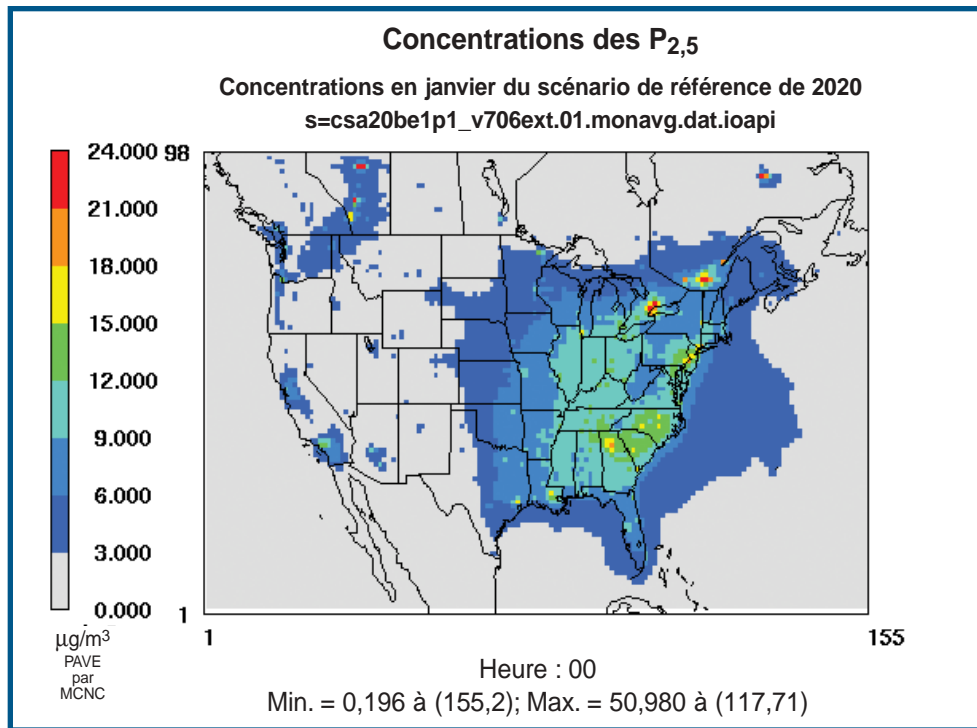 Concentrations des P2,5
Concentrations en janvier du scénario de référence de 2020
s=csa20be1p1_v706ext.01.monavg.dat.ioapi
24.000 98
21.000
18.000
15.000
12.000
9.000
6.000
3.000
0.000 1
1 155
µg/m³
PAVE
par
MCNC
Heure : 00
Min. = 0,196 à (155,2); Max. = 50,980 à (117,71)